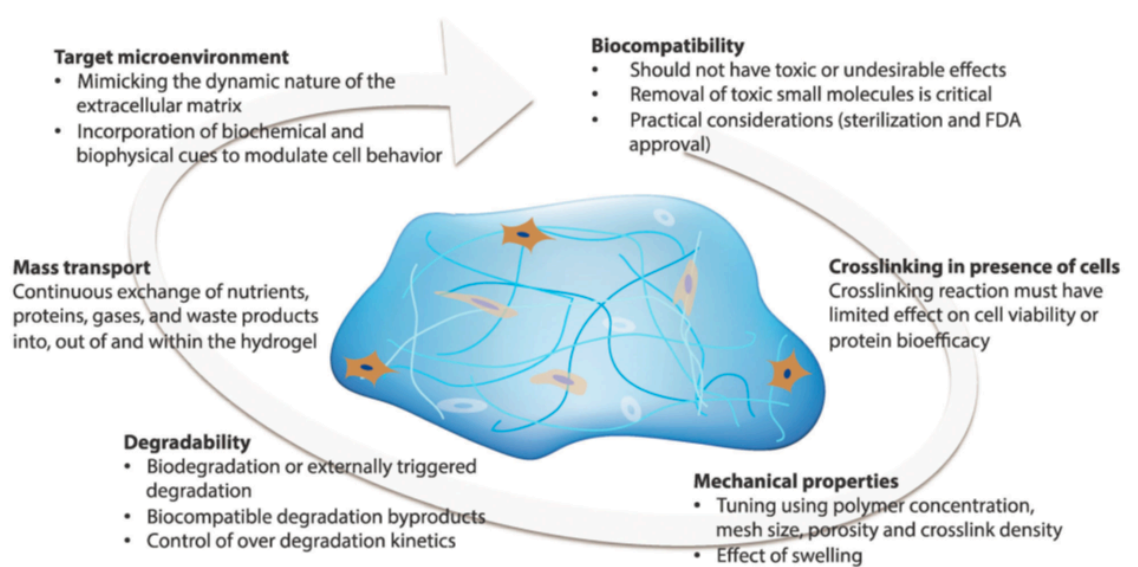 Target microenvironment
• Mimicking the dynamic nature of the
extracellular matrix
• Incorporation of biochemical and
biophysical cues to modulate cell behavior
Biocompatibility
• Should not have toxic or undesirable effects
• Removal of toxic small molecules is critical
• Practical considerations (sterilization and FDA
approval)
Mass transport
Continuous exchange of nutrients,
proteins, gases, and waste products
into, out of and within the hydrogel
Crosslinking in presence of cells
Crosslinking reaction must have
limited effect on cell viability or
protein bioefficacy
Degradability
• Biodegradation or externally triggered
degradation
• Biocompatible degradation byproducts
• Control of over degradation kinetics
Mechanical properties
• Tuning using polymer concentration,
mesh size, porosity and crosslink density
• Effect of swelling